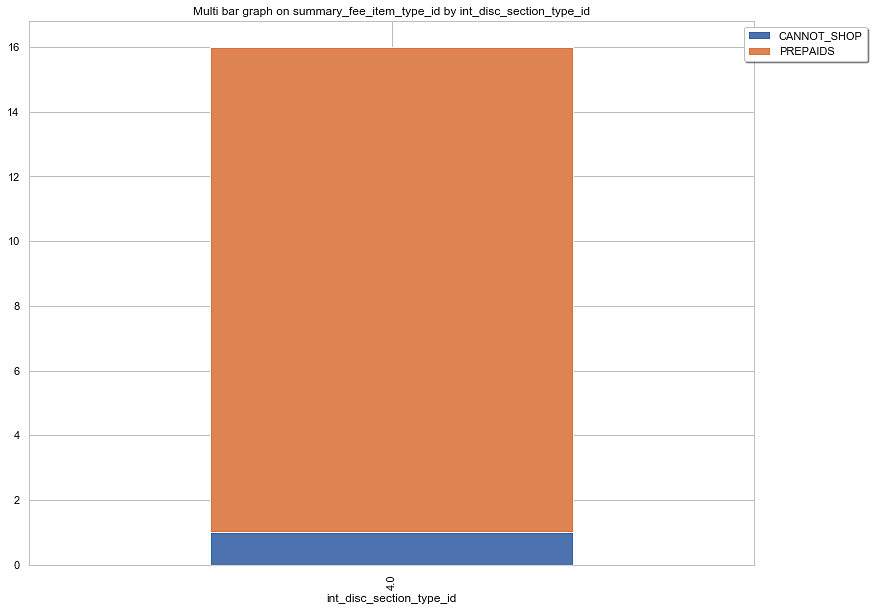 Multi bar graph on summary_fee_item_type_id by int_disc_section_type_id
CANNOT_SHOP
PREPAIDS
16
14
12
10
8
6
4
2
0
4.0
int_disc_section_type_id